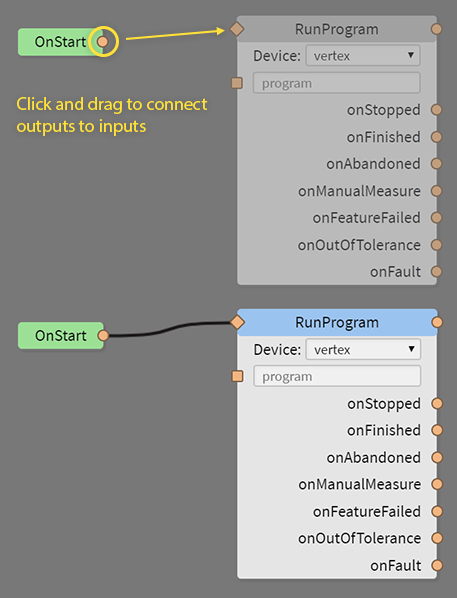 OnStart
RunProgram
Device: vertex
program
Click and drag to connect
outputs to inputs
onStopped
onFinished
onAbandoned
onManualMeasure
onFeatureFailed
onOutOfTolerance
onFault
OnStart
RunProgram
Device: vertex
program
onStopped
onFinished
onAbandoned
onManualMeasure
onFeatureFailed
onOutOfTolerance
onFault